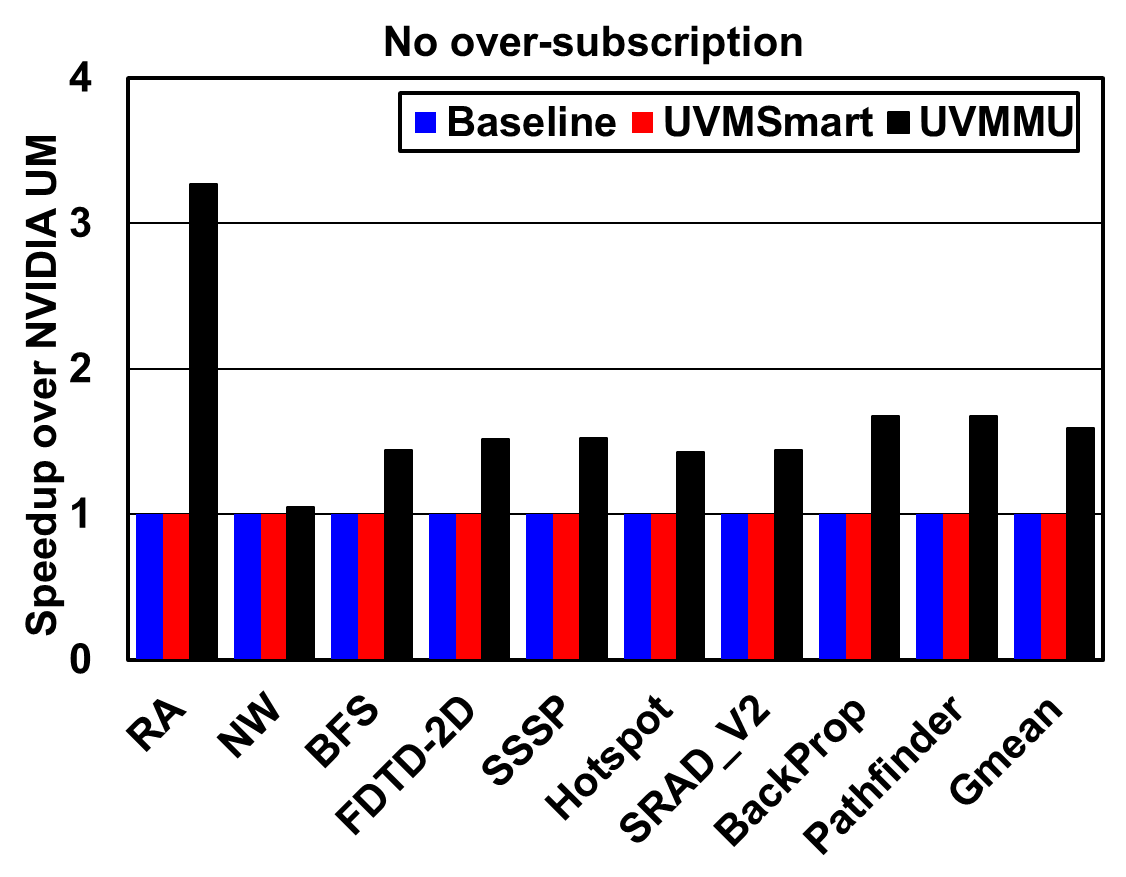 No over-subscription
Baseline UVMSmart UVMMU
Speedup over NVIDIA UM
4
3
2
1
0
RA
NW
BFS
FDTD-2D
SSSP
Hotspot
SRAD_V2
BackProp
Pathfinder
Gmean